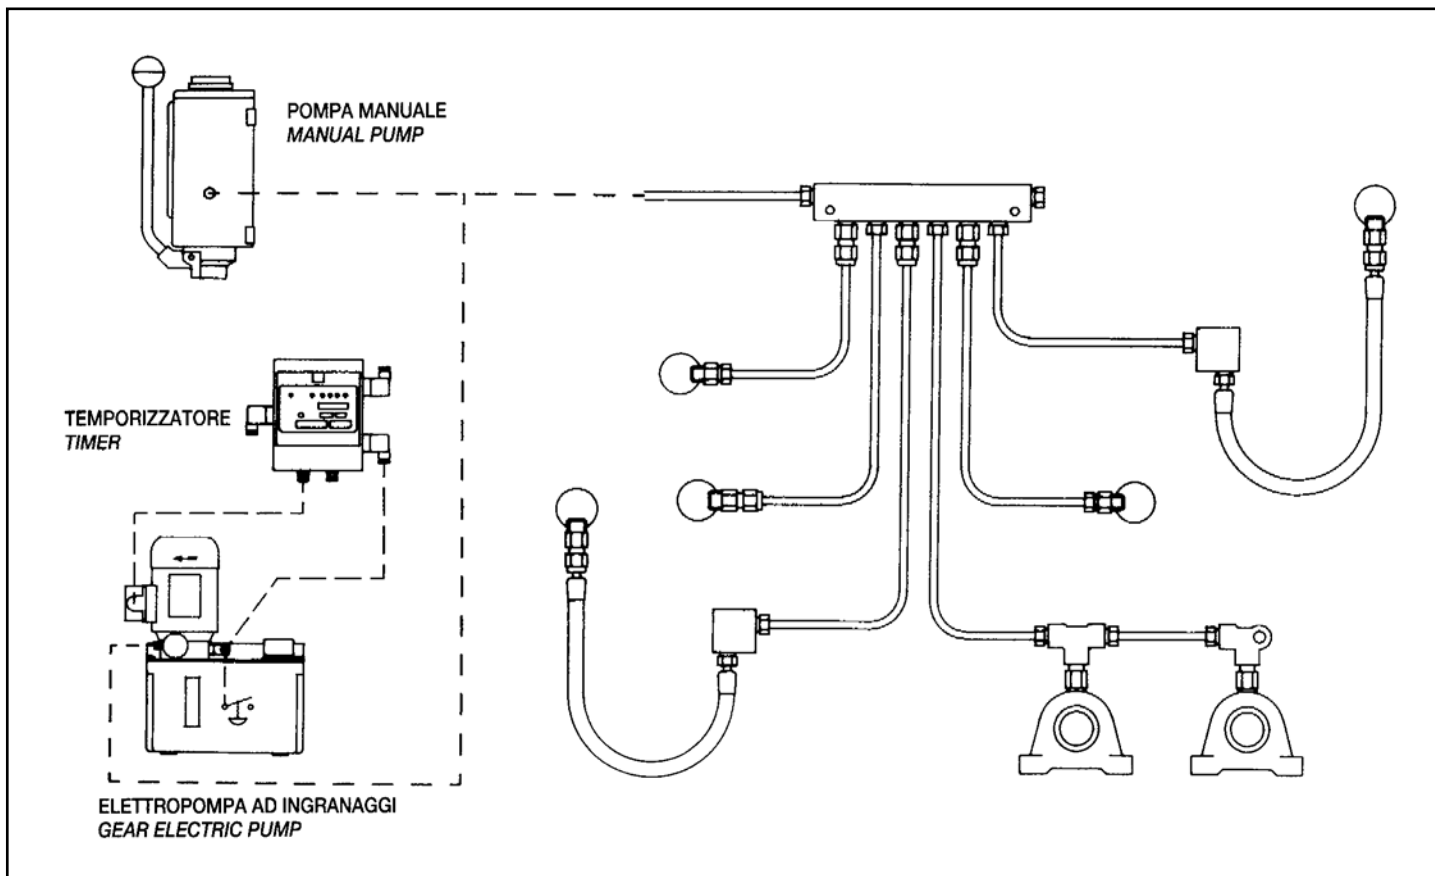 POMPA MANUALE
MANUAL PUMP
TEMPORIZZATORE
TIMER
ELETTROPOMPA AD INGRANAGGI
GEAR ELECTRIC PUMP